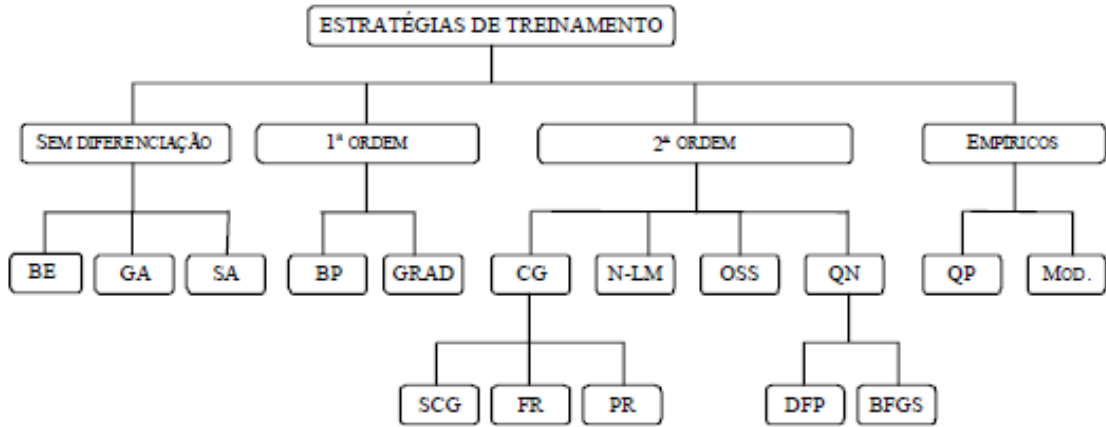 ESTRATÉGIAS DE TREINAMENTO
SEM DIFERENCIAÇÃO
1ª ORDEM
2ª ORDEM
EMPÍRICOS
BE
GA
SA
BP
GRAD
CG
N-LM
OSS
QN
QP
MOD.
SCG
FR
PR
DFP
BFGS